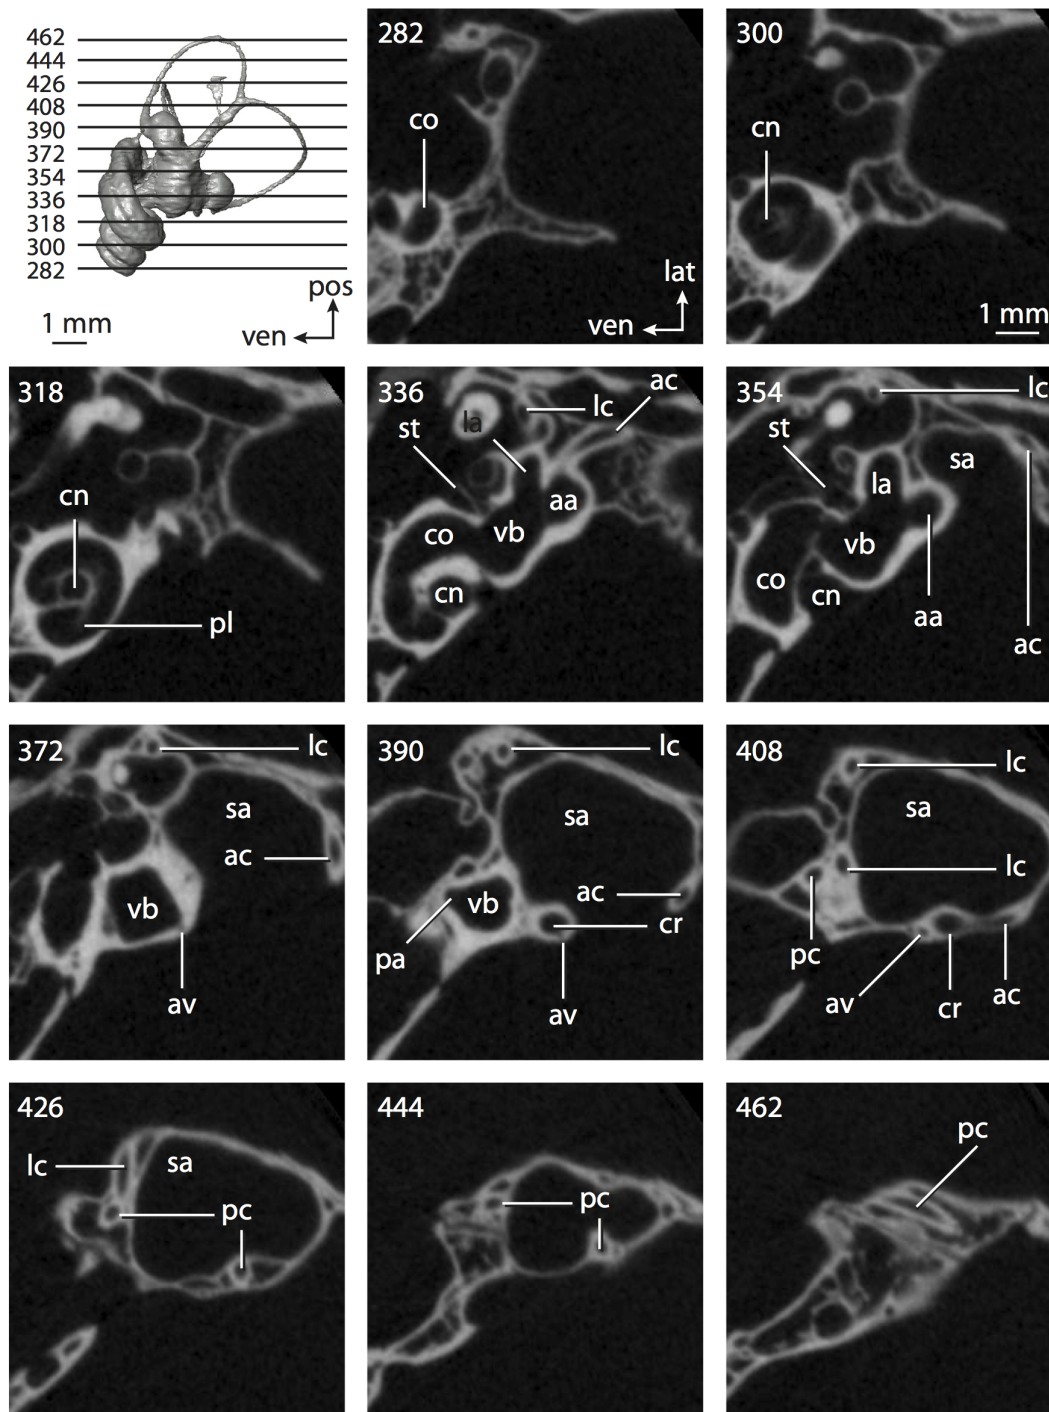 462
444
426
408
390
372
354
336
318
300
282
pos
ven
1 mm
282
co
lat
ven
300
cn
1 mm
318
cn
pl
336
la
lc
ac
st
aa
co
vb
cn
354
lc
st
sa
la
vb
co
cn
aa
ac
372
lc
sa
ac
vb
av
390
lc
sa
ac
vb
cr
pa
av
408
lc
sa
lc
pc
av
cr
ac
426
lc
sa
pc
444
pc
462
pc